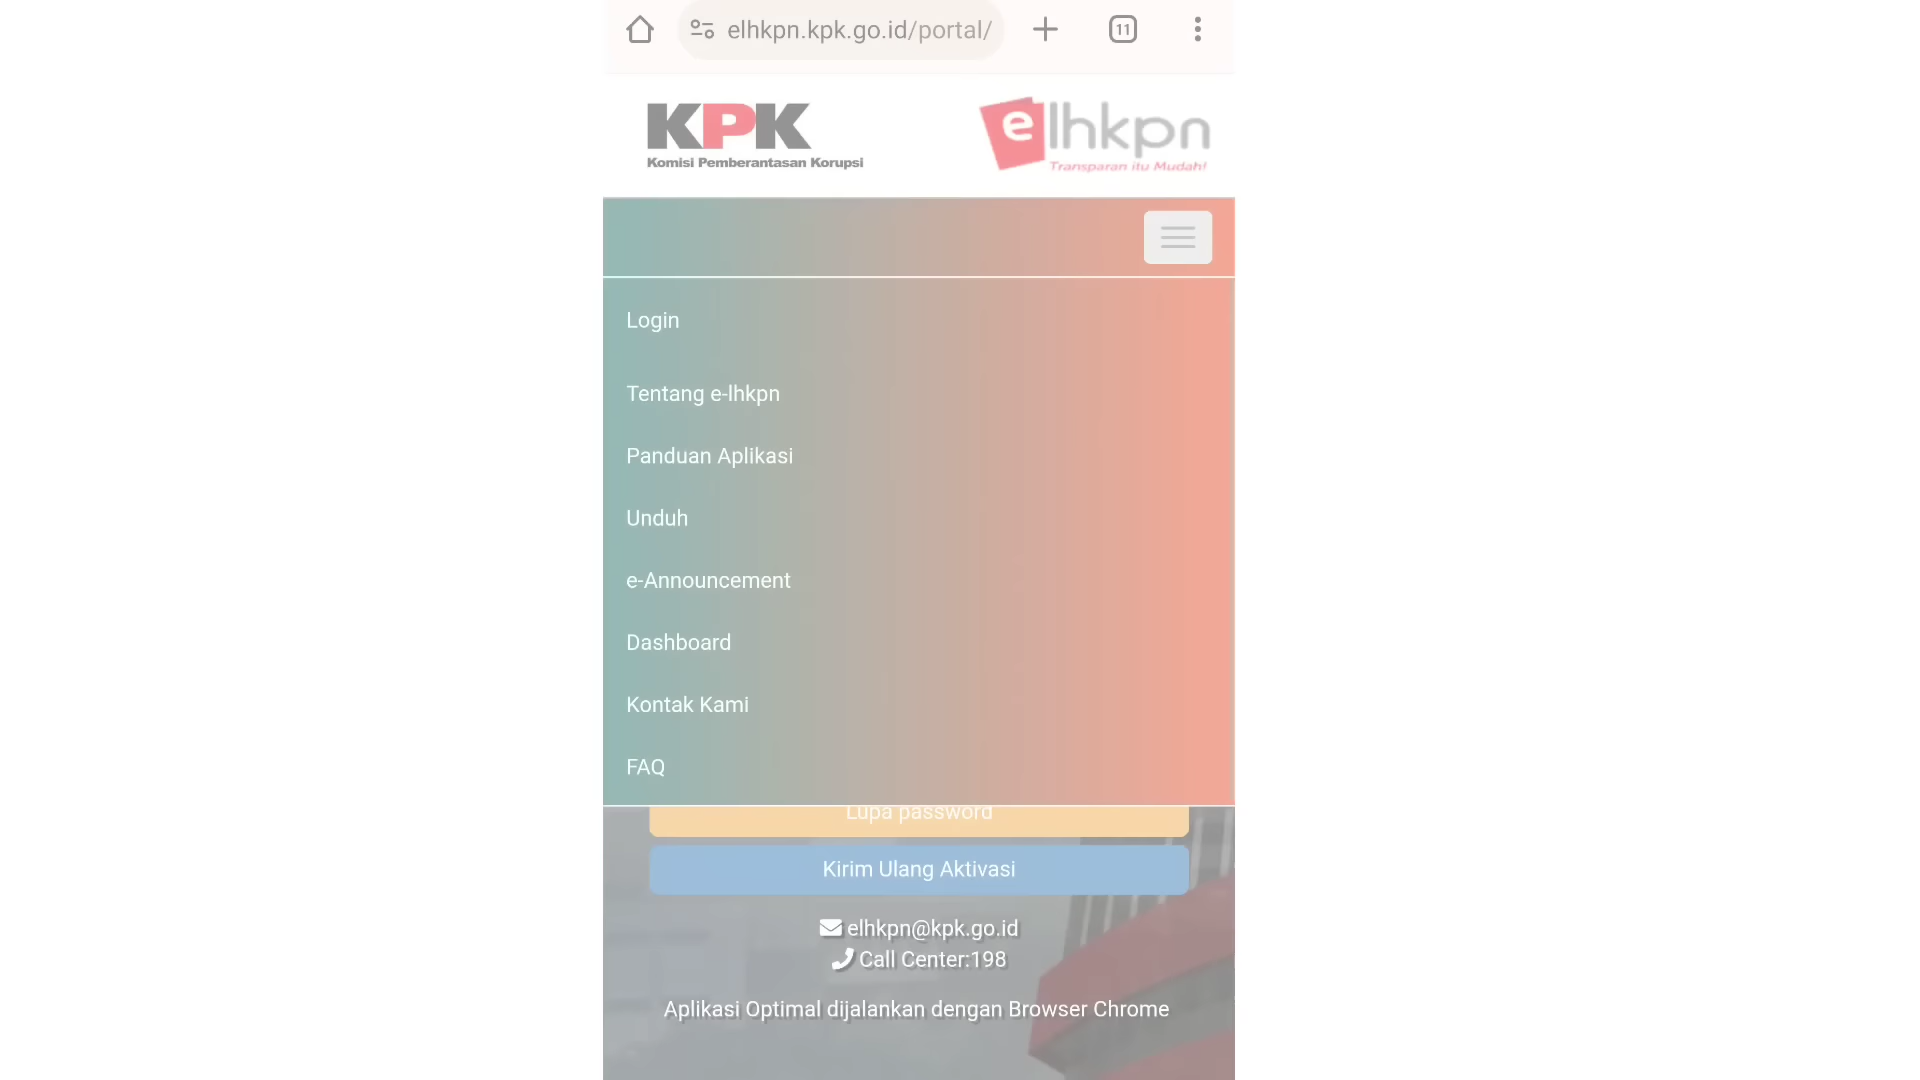 elhkpn.kpk.go.id/portal/
11
KPK
Komisi Pemberantasan Korupsi
elhkpn
Transparan itu Mudah!
Login
Tentang e-lhkpn
Panduan Aplikasi
Unduh
e-Announcement
Dashboard
Kontak Kami
FAQ
Lupa password
Kirim Ulang Aktivasi
elhkpn@kpk.go.id
Call Center:198
Aplikasi Optimal dijalankan dengan Browser Chrome